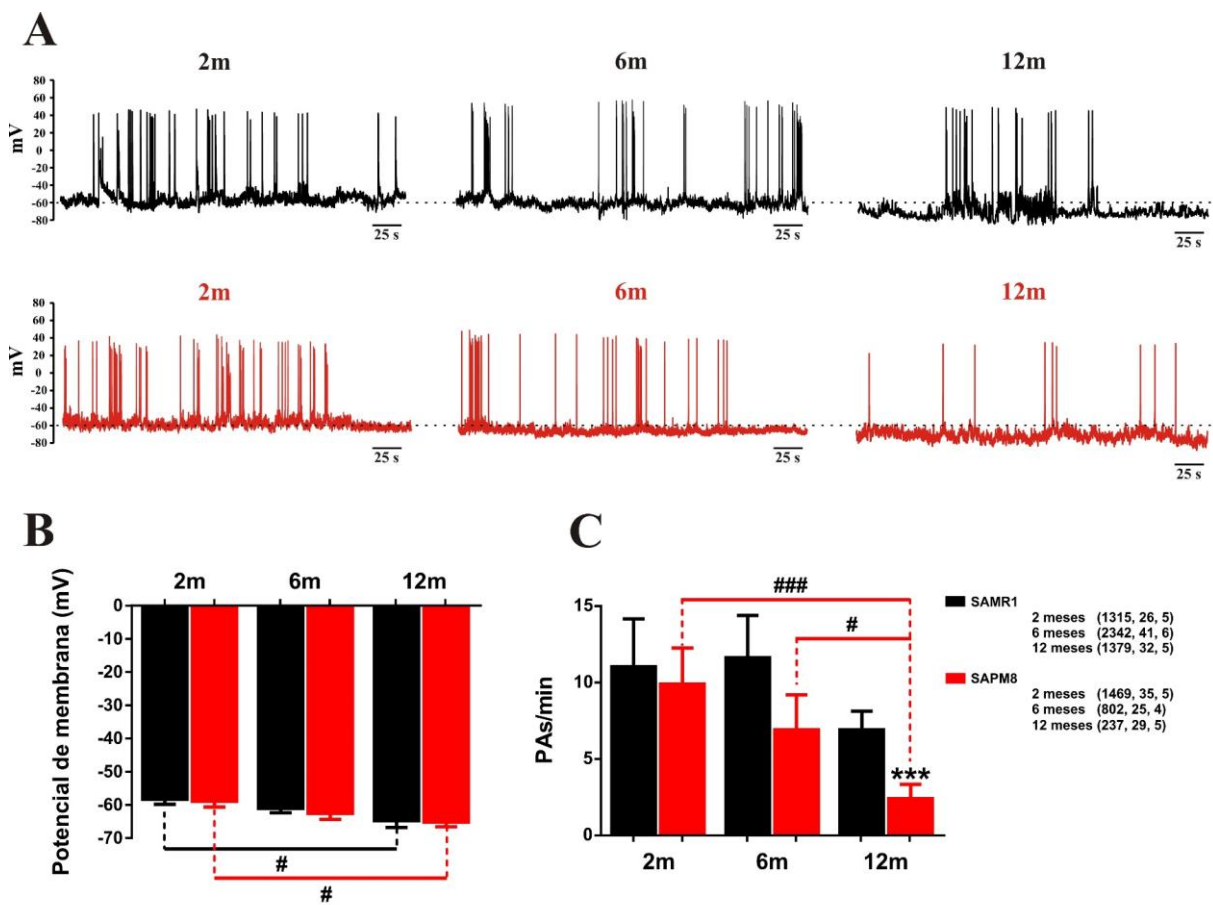 A
2m 6m 12m
80
60
40
20
0
-20
-40
-60
-80
mV
25 s 25 s 25 s
2m 6m 12m
80
60
40
20
0
-20
-40
-60
-80
mV
25 s 25 s 25 s
B
2m 6m 12m
Potencial de membrana (mV)
0
-10
-20
-30
-40
-50
-60
-70
#
#
C
###
#
***
PAs/min
15
10
5
0
2m 6m 12m
SAMR1
2 meses (1315, 26, 5)
6 meses (2342, 41, 6)
12 meses (1379, 32, 5)
SAPM8
2 meses (1469, 35, 5)
6 meses (802, 25, 4)
12 meses (237, 29, 5)